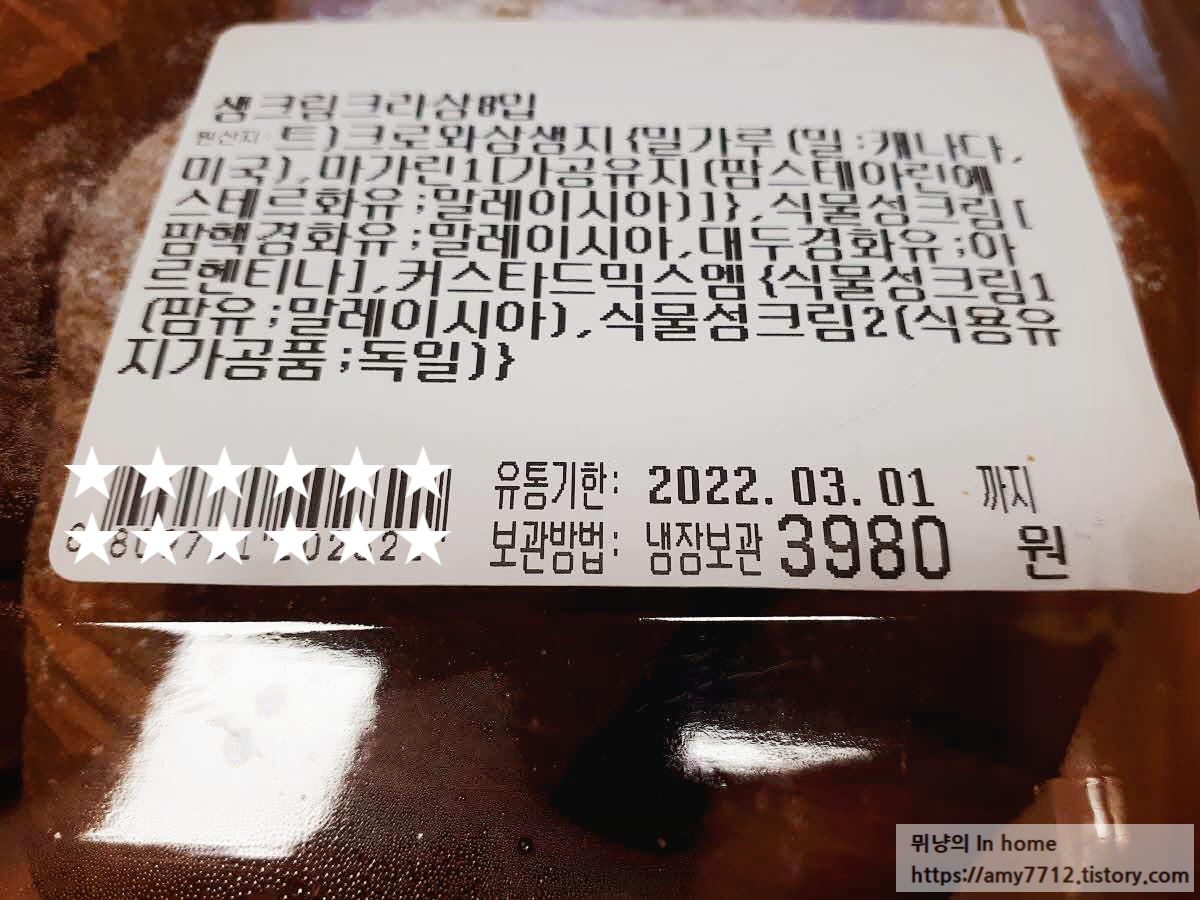 생크림크리상8입
원산지: 트)크로와상생지{밀가루(밀;캐나다,
미국),마가린1[가공유지(팜스테아린에
스테르화유;말레이시아)]},식물성크림[
팜핵경화유;말레이시아,대두경화유;아
르헨티나],커스타드믹스엠{식물성크림1
(팜유;말레이시아),식물성크림2(식용유
지가공품;독일)}
유통기한: 2022. 03. 01 까지
보관방법: 냉장보관 3980 원
뮈냥의 In home
https://amy7712.tistory.com